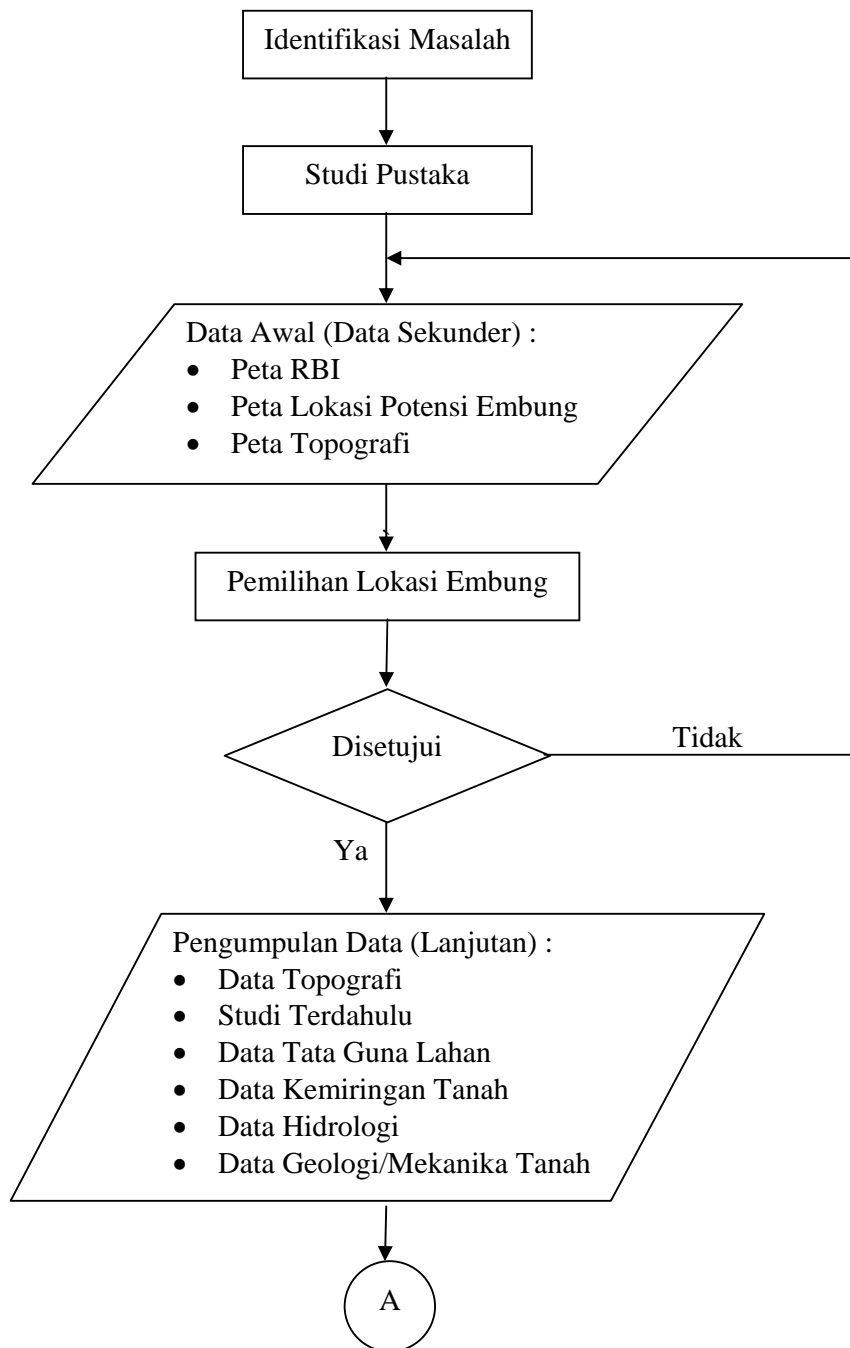 Identifikasi Masalah
Studi Pustaka
Data Awal (Data Sekunder) :
• Peta RBI
• Peta Lokasi Potensi Embung
• Peta Topografi
Pemilihan Lokasi Embung
Disetujui
Tidak
Ya
Pengumpulan Data (Lanjutan) :
• Data Topografi
• Studi Terdahulu
• Data Tata Guna Lahan
• Data Kemiringan Tanah
• Data Hidrologi
• Data Geologi/Mekanika Tanah
A